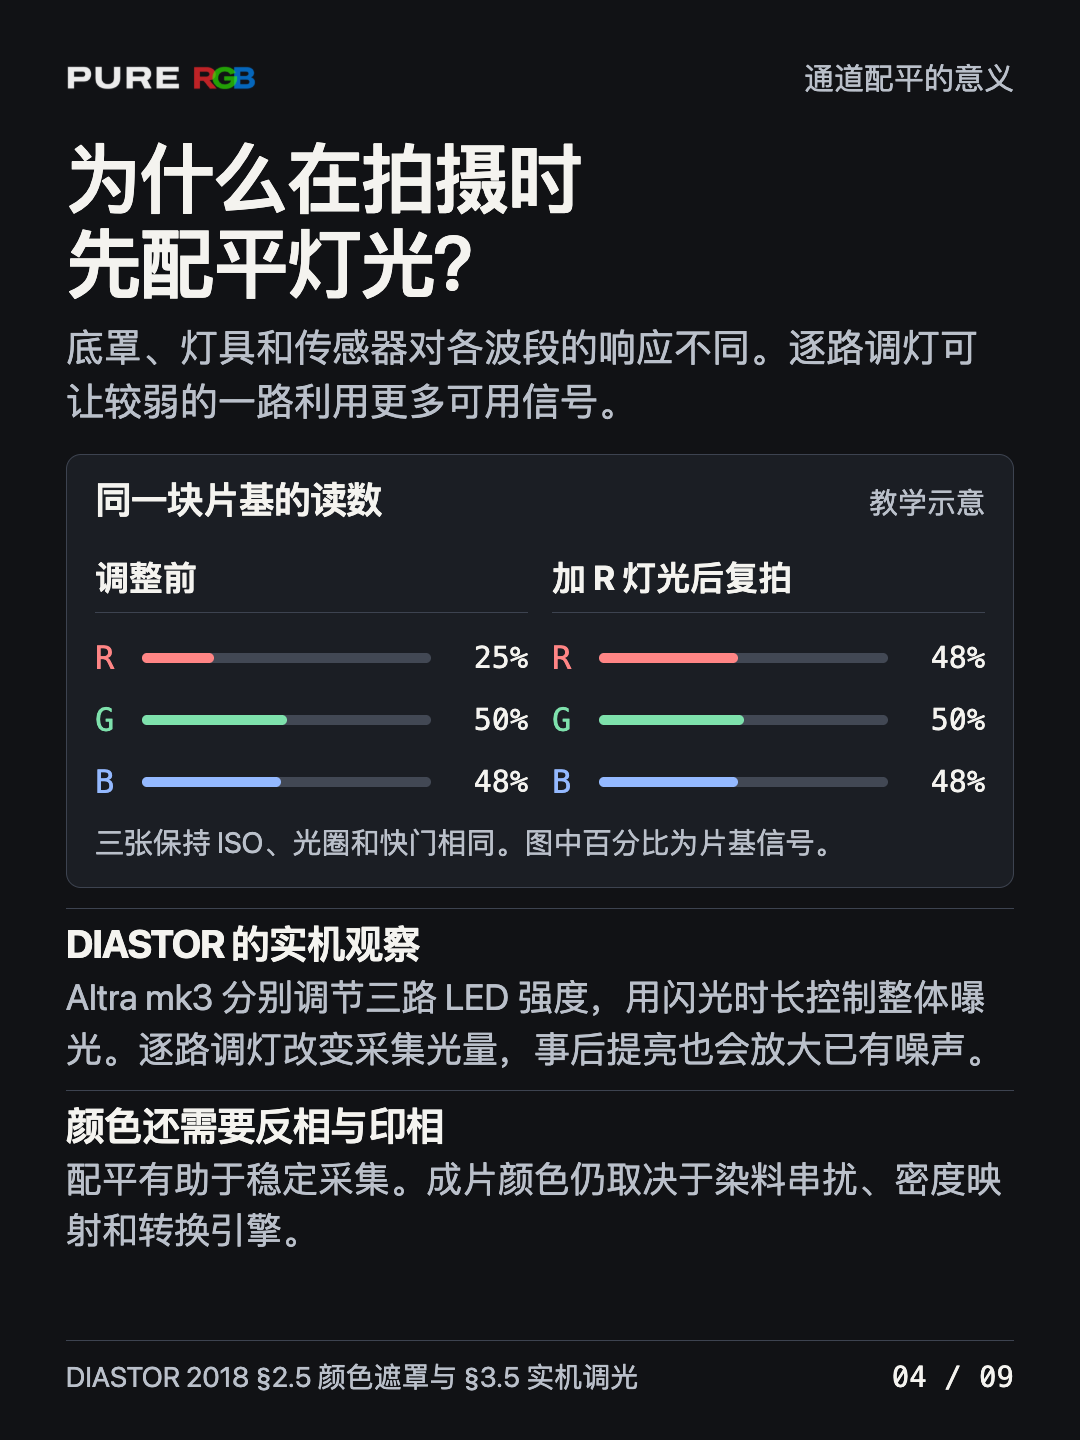 PURE RGB
通道配平的意义
为什么在拍摄时
先配平灯光?
底罩、灯具和传感器对各波段的响应不同。逐路调灯可
让较弱的一路利用更多可用信号。
同一块片基的读数
教学示意
调整前
加 R 灯光后复拍
R 25% R 48%
G 50% G 50%
B 48% B 48%
三张保持 ISO、光圈和快门相同。图中百分比为片基信号。
DIASTOR 的实机观察
Altra mk3 分别调节三路 LED 强度，用闪光时长控制整体曝
光。逐路调灯改变采集光量，事后提亮也会放大已有噪声。
颜色还需要反相与印相
配平有助于稳定采集。成片颜色仍取决于染料串扰、密度映
射和转换引擎。
DIASTOR 2018 §2.5 颜色遮罩与 §3.5 实机调光
04 / 09